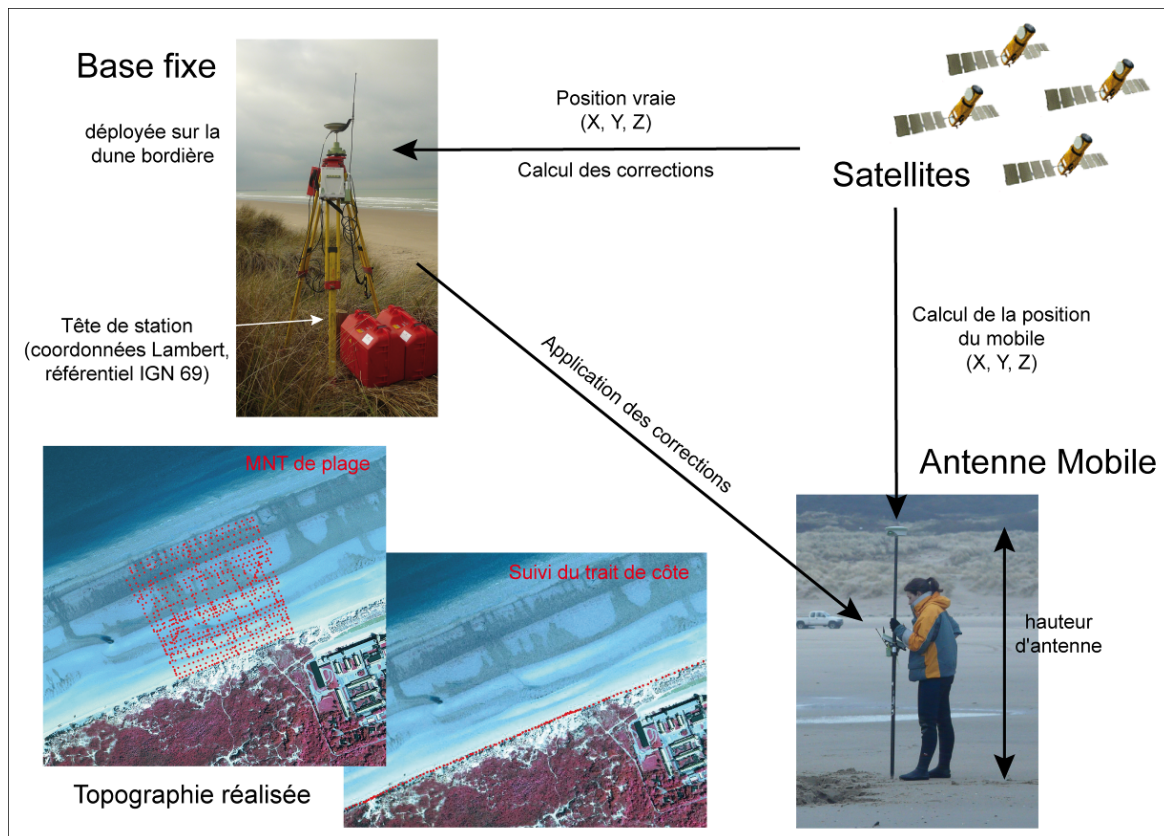 Base fixe
déployée sur la
dune bordière
Position vraie
(X, Y, Z)
Calcul des corrections
Satellites
Tête de station
(coordonnées Lambert,
référentiel IGN 69)
Application des corrections
Calcul de la position
du mobile
(X, Y, Z)
Antenne Mobile
hauteur
d'antenne
MNT de plage
Suivi du trait de côte
Topographie réalisée